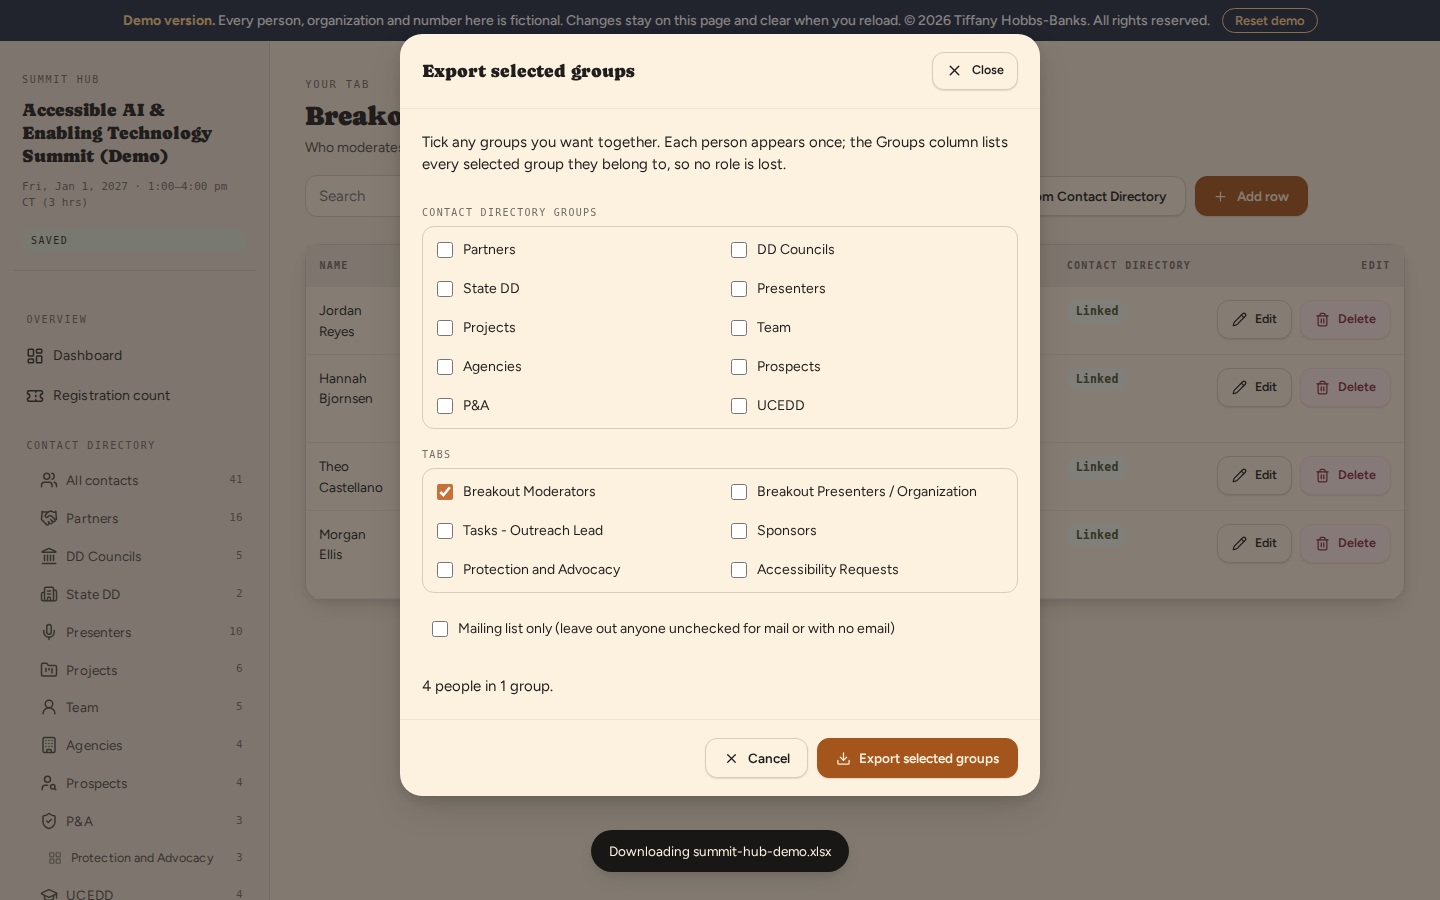 Demo version. Every person, organization and number here is fictional. Changes stay on this page and clear when you reload. © 2026 Tiffany Hobbs-Banks. All rights reserved.
Reset demo
SUMMIT HUB
Accessible AI &
Enabling Technology
Summit (Demo)
Fri, Jan 1, 2027 · 1:00–4:00 pm
CT (3 hrs)
SAVED
OVERVIEW
Dashboard
Registration count
CONTACT DIRECTORY
All contacts 41
Partners 16
DD Councils 5
State DD 2
Presenters 10
Projects 6
Team 5
Agencies 4
Prospects 4
P&A 3
Protection and Advocacy 3
UCEDD 4
YOUR TAB
Who moderates
Search
Contact Directory
Add row
NAME
CONTACT DIRECTORY
EDIT
Jordan
Reyes
Linked
Edit
Delete
Hannah
Bjornsen
Linked
Edit
Delete
Theo
Castellano
Linked
Edit
Delete
Morgan
Ellis
Linked
Edit
Delete
Export selected groups
Close
Tick any groups you want together. Each person appears once; the Groups column lists
every selected group they belong to, so no role is lost.
CONTACT DIRECTORY GROUPS
Partners
DD Councils
State DD
Presenters
Projects
Team
Agencies
Prospects
P&A
UCEDD
TABS
Breakout Moderators
Breakout Presenters / Organization
Tasks - Outreach Lead
Sponsors
Protection and Advocacy
Accessibility Requests
Mailing list only (leave out anyone unchecked for mail or with no email)
4 people in 1 group.
Cancel
Export selected groups
Downloading summit-hub-demo.xlsx